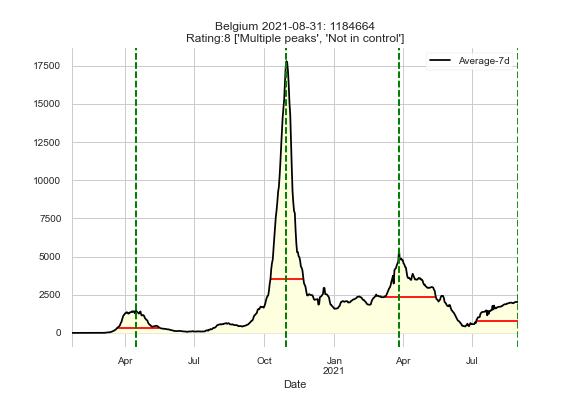 Belgium 2021-08-31: 1184664
Rating:8 ['Multiple peaks', 'Not in control']
Average-7d
17500
15000
12500
10000
7500
5000
2500
0
Apr Jul Oct Jan Apr Jul
2021
Date